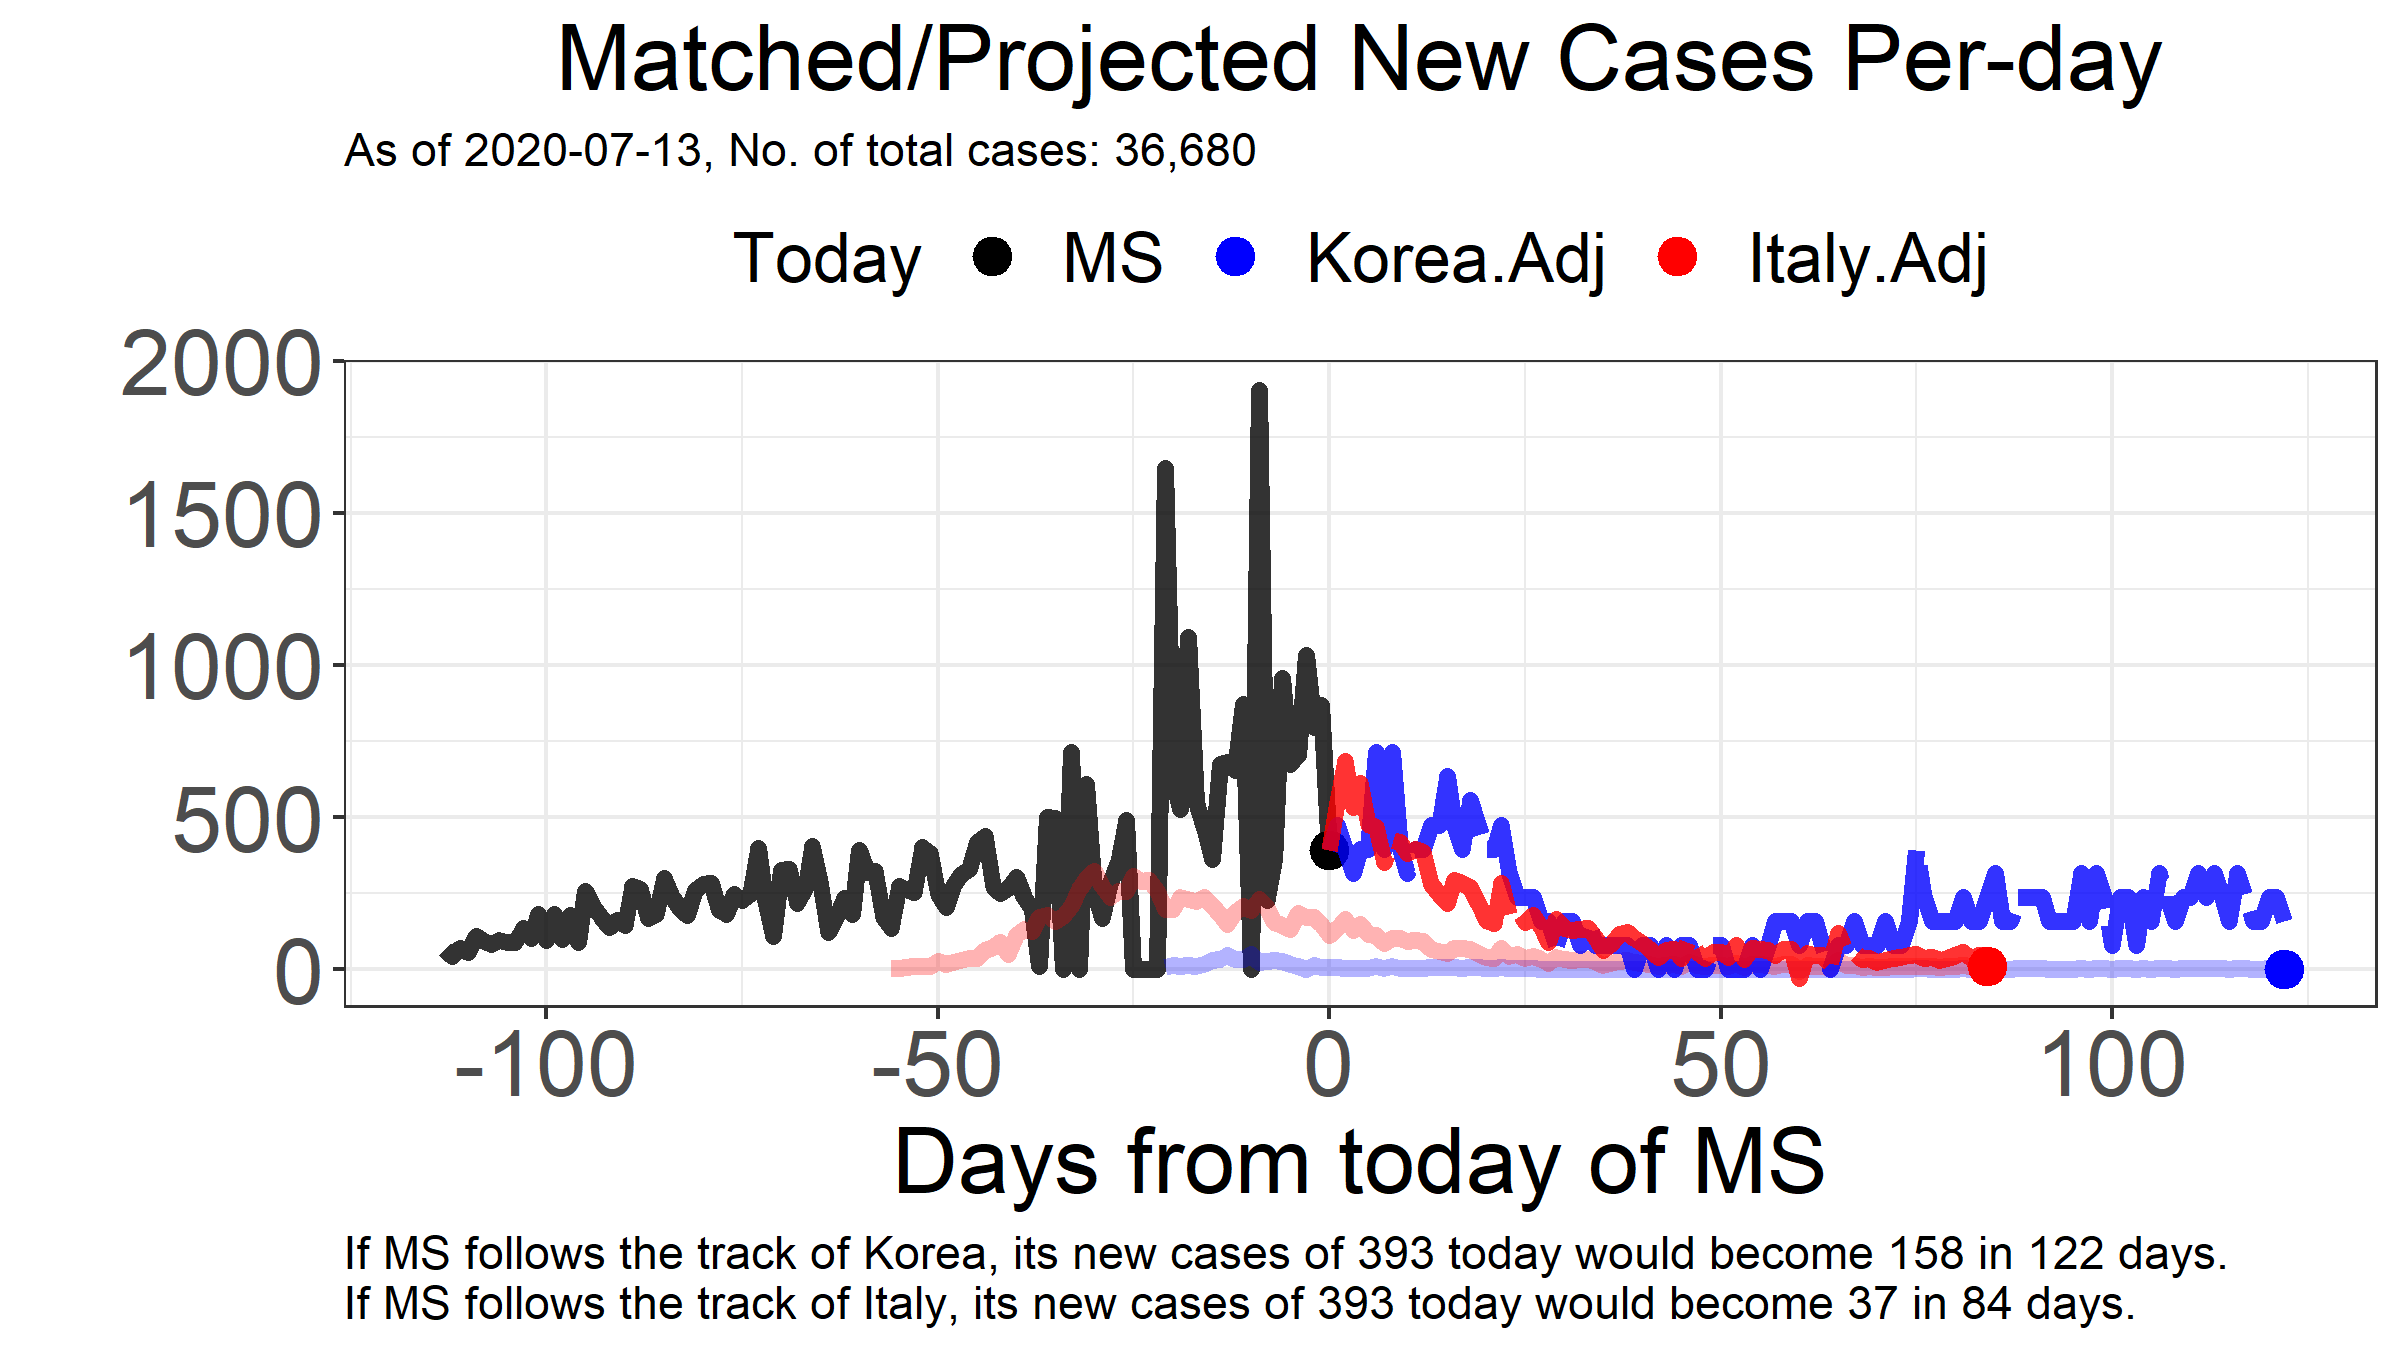 Matched/Projected New Cases Per-day
As of 2020-07-13, No. of total cases: 36,680
Today MS Korea.Adj Italy.Adj
2000
1500
1000
500
0
-100 -50 0 50 100
Days from today of MS
If MS follows the track of Korea, its new cases of 393 today would become 158 in 122 days.
If MS follows the track of Italy, its new cases of 393 today would become 37 in 84 days.